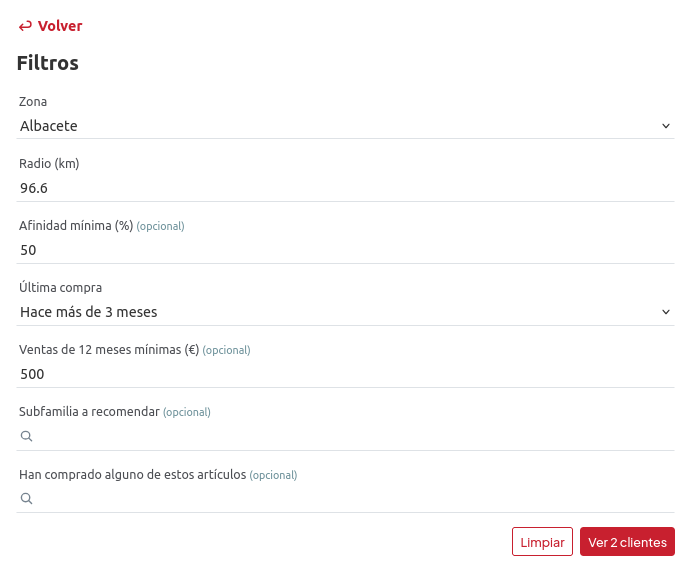 Volver
Filtros
Zona
Albacete
Radio (km)
96.6
Afinidad mínima (%) (opcional)
50
Última compra
Hace más de 3 meses
Ventas de 12 meses mínimas (€) (opcional)
500
Subfamilia a recomendar (opcional)
Han comprado alguno de estos artículos (opcional)
Limpiar Ver 2 clientes